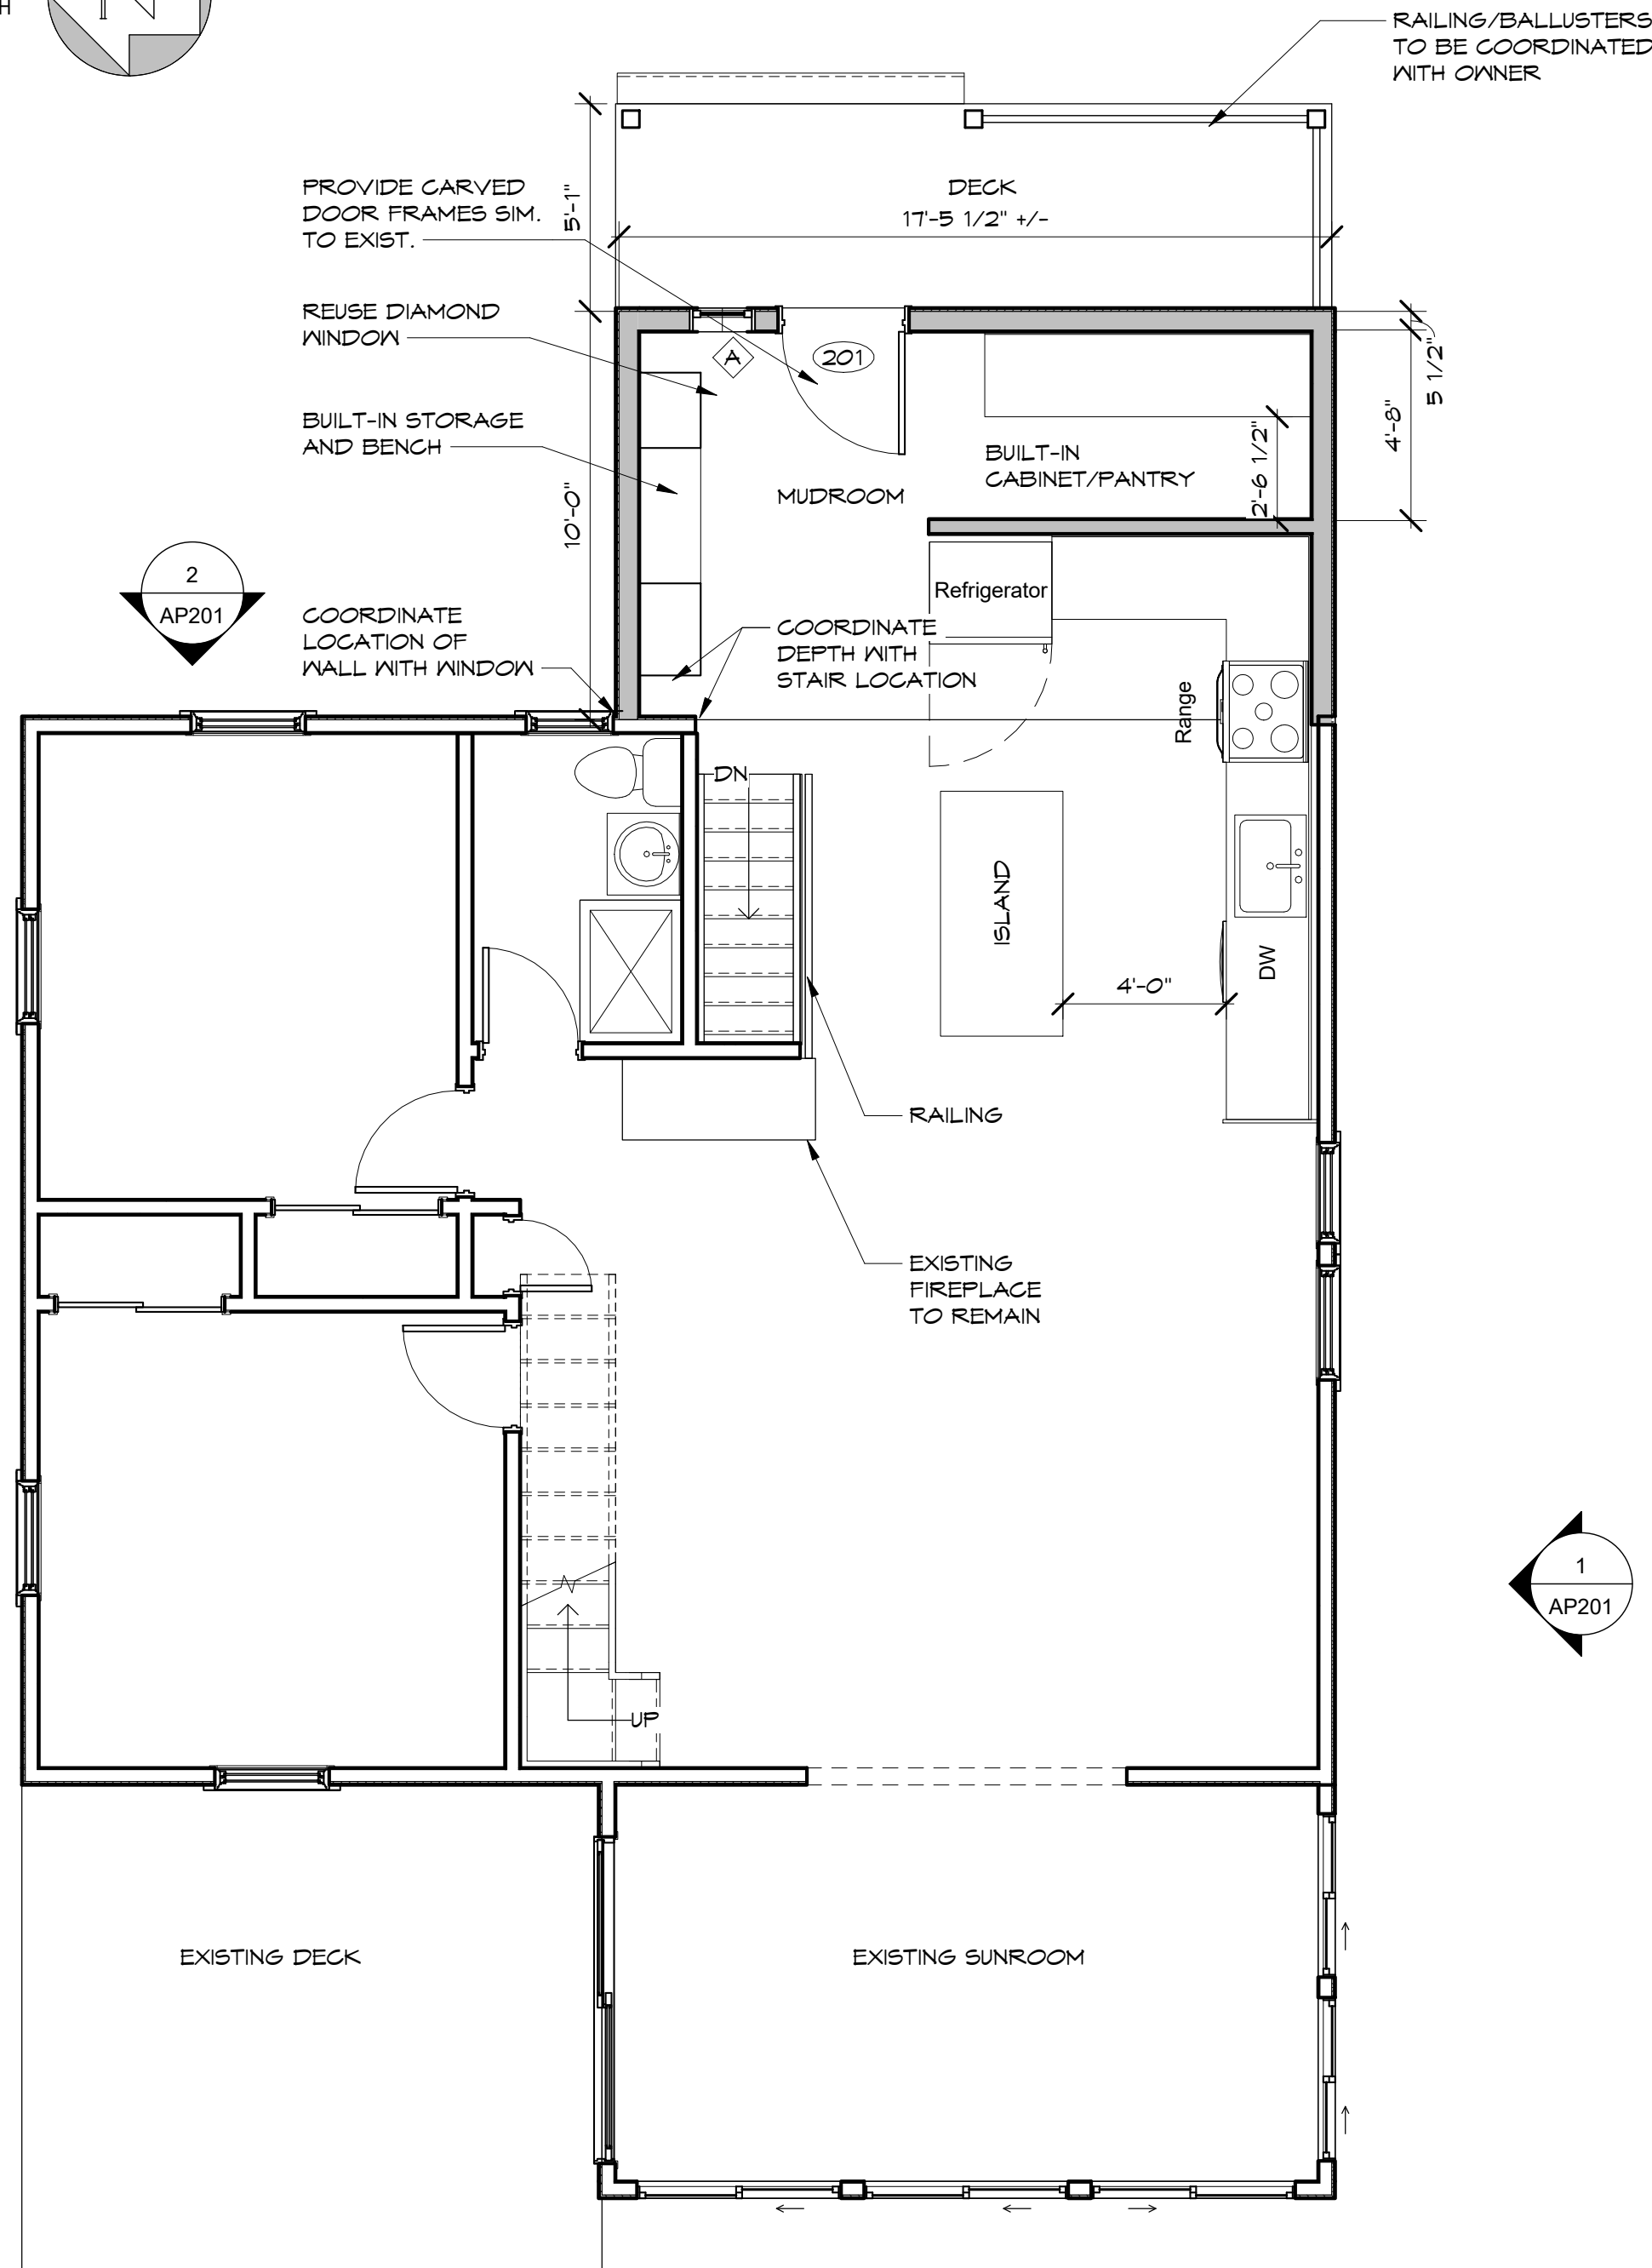 H
RAILING/BALLUSTERS
TO BE COORDINATED
WITH OWNER
PROVIDE CARVED
DOOR FRAMES SIM.
TO EXIST.
5'-1"
DECK
17'-5 1/2" +/-
REUSE DIAMOND
WINDOW
A
201
5 1/2"
4'-8"
BUILT-IN STORAGE
AND BENCH
BUILT-IN
CABINET/PANTRY
2'-6 1/2"
MUDROOM
10'-0"
2
AP201
Refrigerator
COORDINATE
LOCATION OF
WALL WITH WINDOW
COORDINATE
DEPTH WITH
STAIR LOCATION
Range
DN
ISLAND
DW
4'-0"
RAILING
EXISTING
FIREPLACE
TO REMAIN
1
AP201
UP
EXISTING DECK
EXISTING SUNROOM